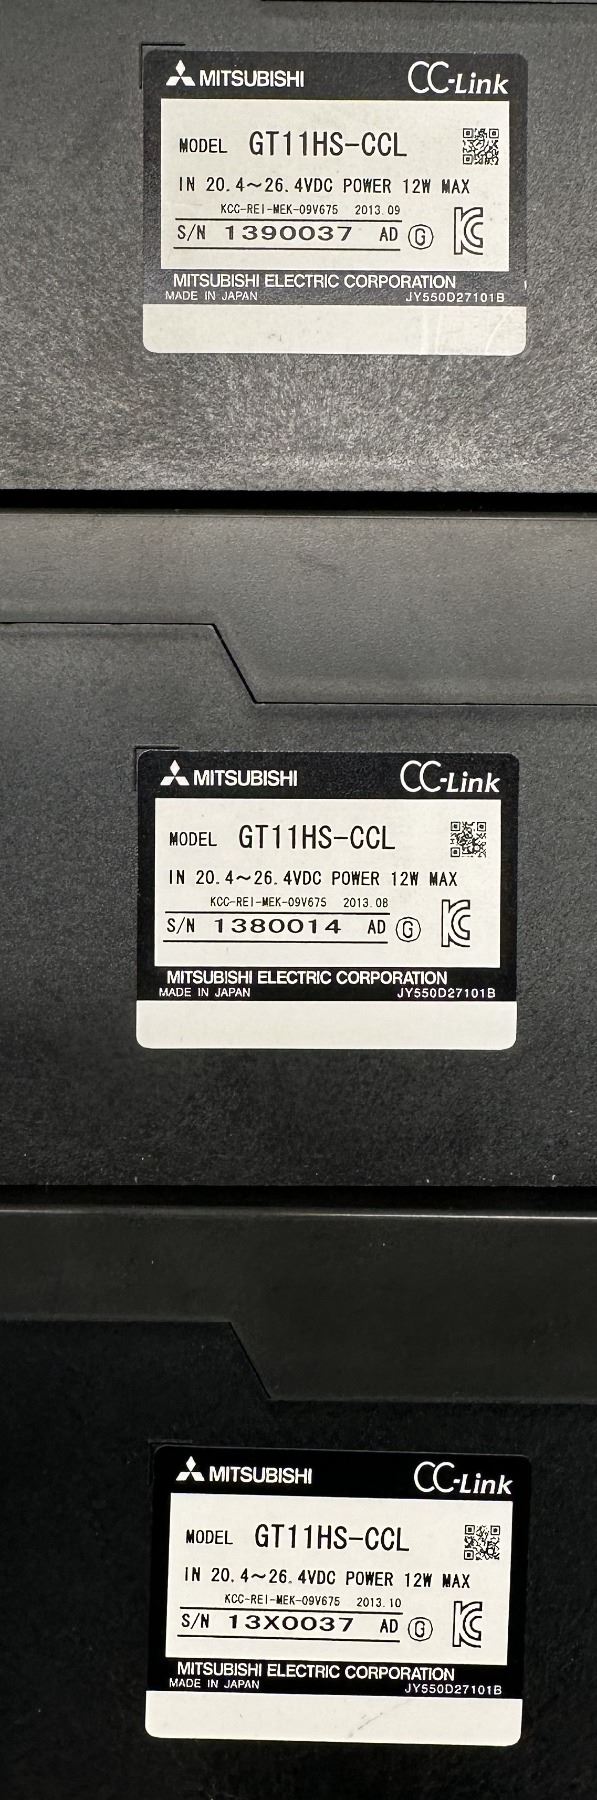 MITSUBISHI CC-Link
MODEL GT11HS-CCL
IN 20.4～26.4VDC POWER 12W MAX
KCC-REI-MEK-09V675 2013.09
S/N 1390037 AD G
MITSUBISHI ELECTRIC CORPORATION
MADE IN JAPAN JY550D27101B
MITSUBISHI CC-Link
MODEL GT11HS-CCL
IN 20.4～26.4VDC POWER 12W MAX
KCC-REI-MEK-09V675 2013.08
S/N 1380014 AD G
MITSUBISHI ELECTRIC CORPORATION
MADE IN JAPAN JY550D27101B
MITSUBISHI CC-Link
MODEL GT11HS-CCL
IN 20.4～26.4VDC POWER 12W MAX
KCC-REI-MEK-09V675 2013.10
S/N 13X0037 AD G
MITSUBISHI ELECTRIC CORPORATION
MADE IN JAPAN JY550D27101B